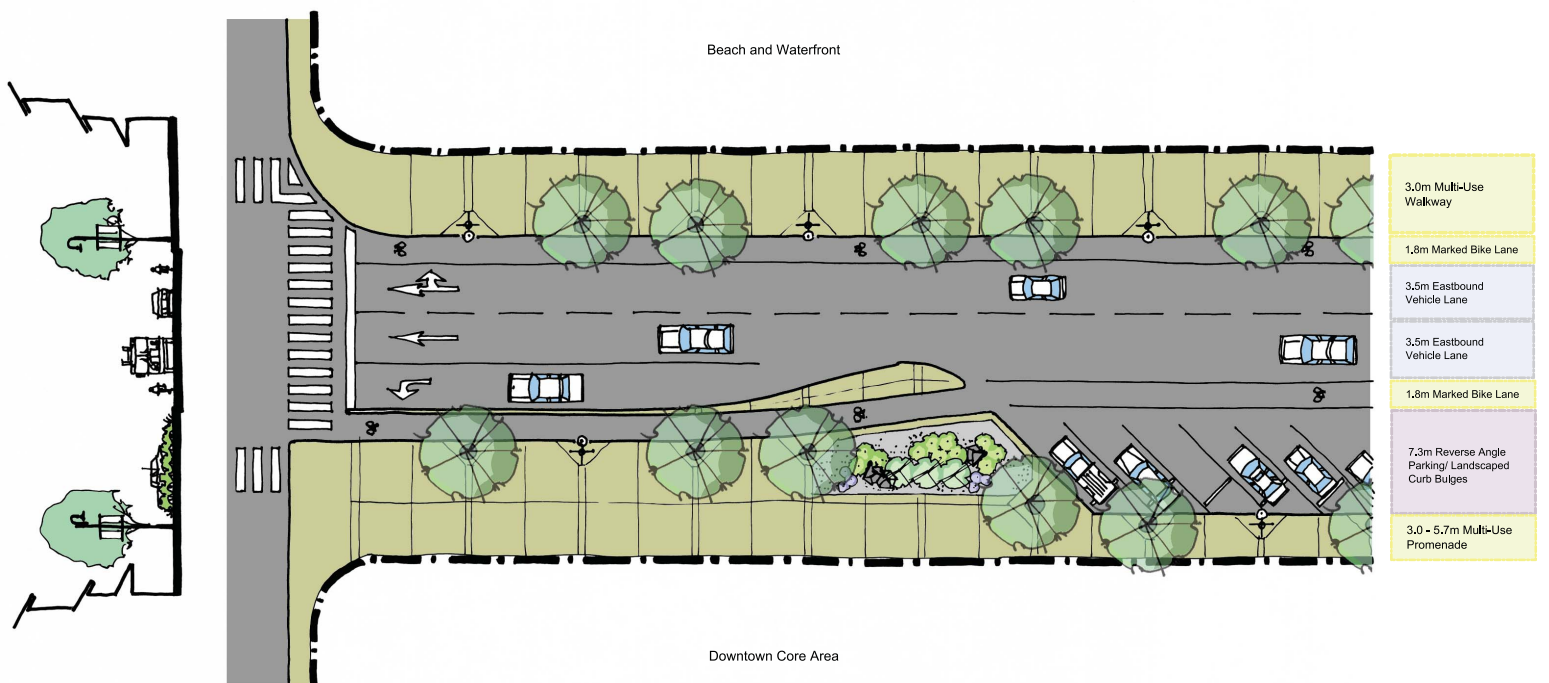 Beach and Waterfront
3.0m Multi-Use
Walkway
1.8m Marked Bike Lane
3.5m Eastbound
Vehicle Lane
3.5m Eastbound
Vehicle Lane
1.8m Marked Bike Lane
7.3m Reverse Angle
Parking/ Landscaped
Curb Bulges
3.0 - 5.7m Multi-Use
Promenade
Downtown Core Area